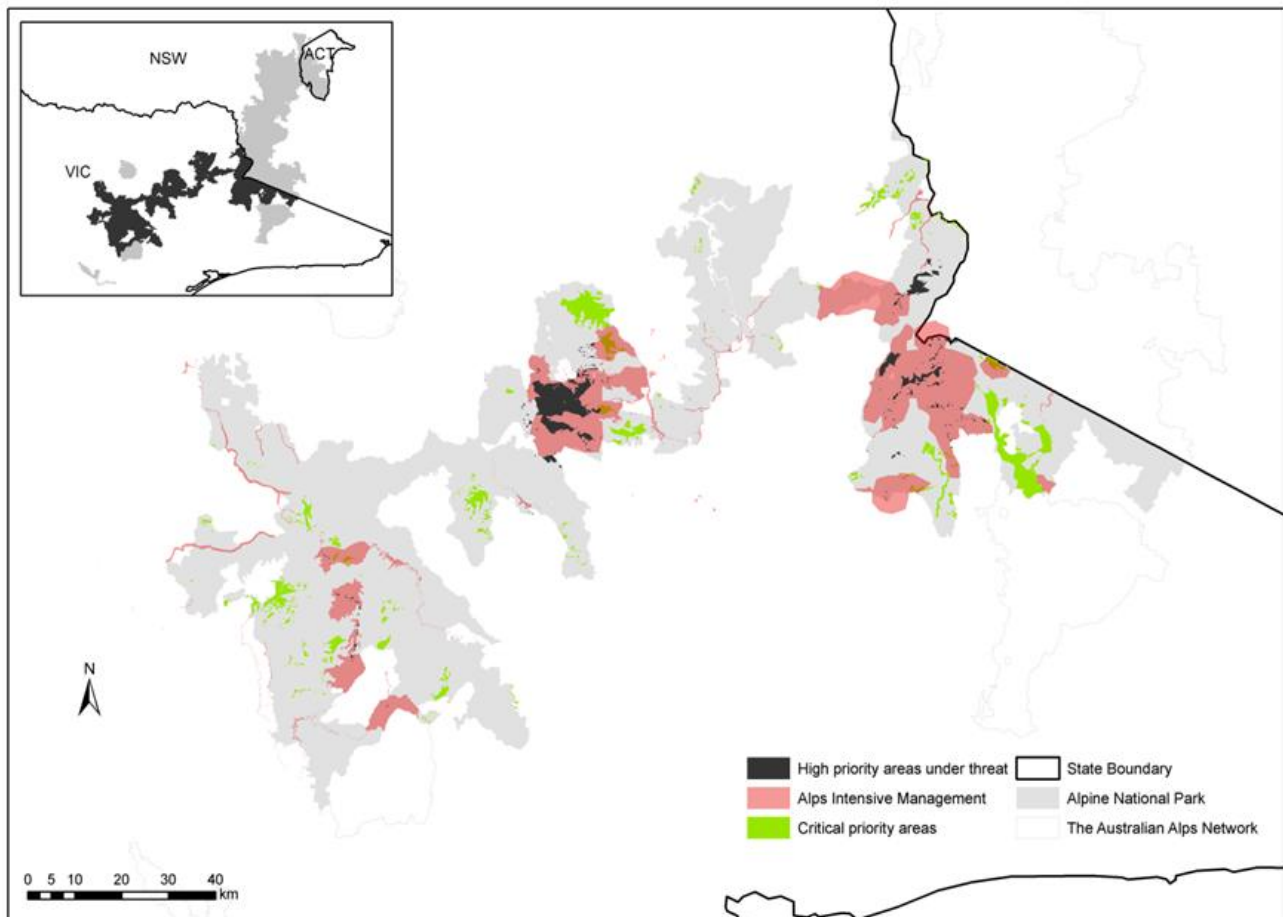 NSW
ACT
VIC
N
High priority areas under threat
State Boundary
Alps Intensive Management
Alpine National Park
Critical priority areas
The Australian Alps Network
0 5 10 20 30 40
km